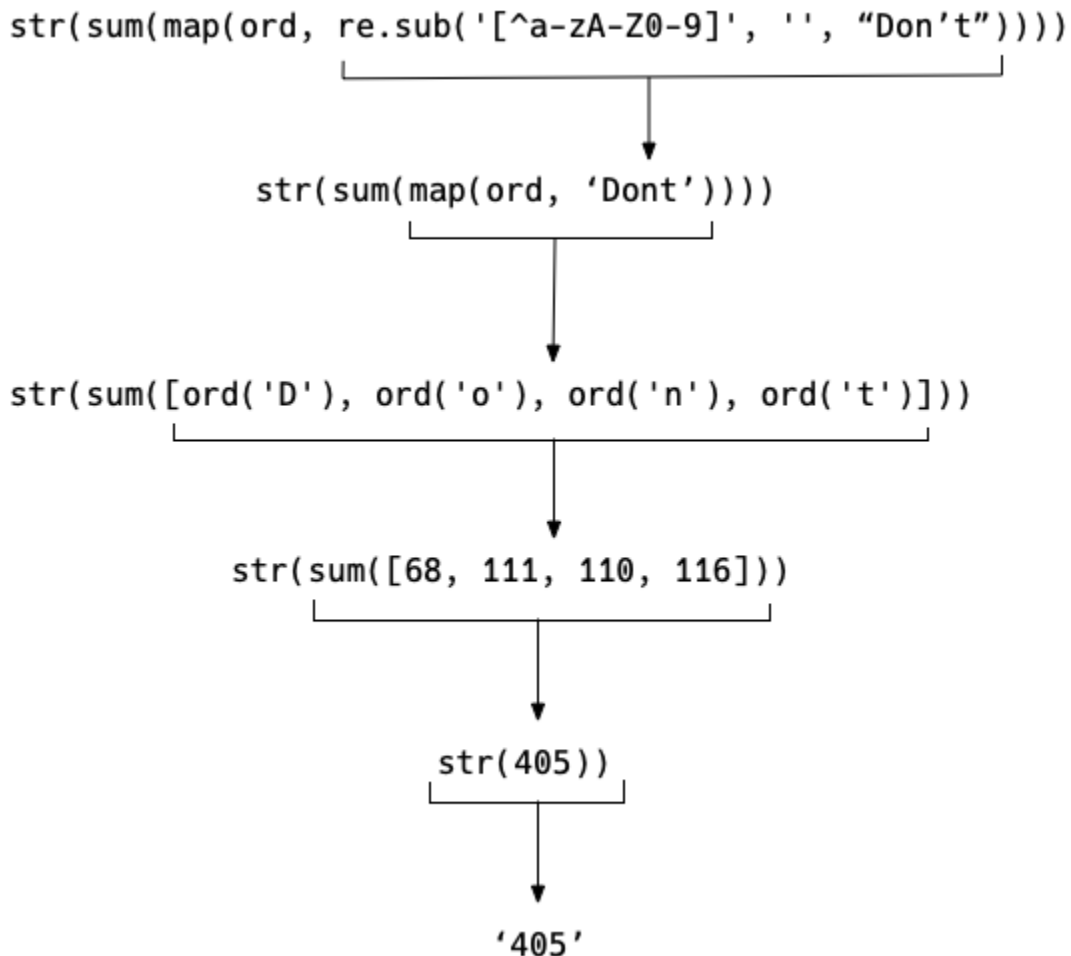 str(sum(map(ord, re.sub('[^a-zA-Z0-9]', '', “Don’t”))))
str(sum(map(ord, ‘Dont’))))
str(sum([ord('D'), ord('o'), ord('n'), ord('t')]))
str(sum([68, 111, 110, 116]))
str(405))
‘405’